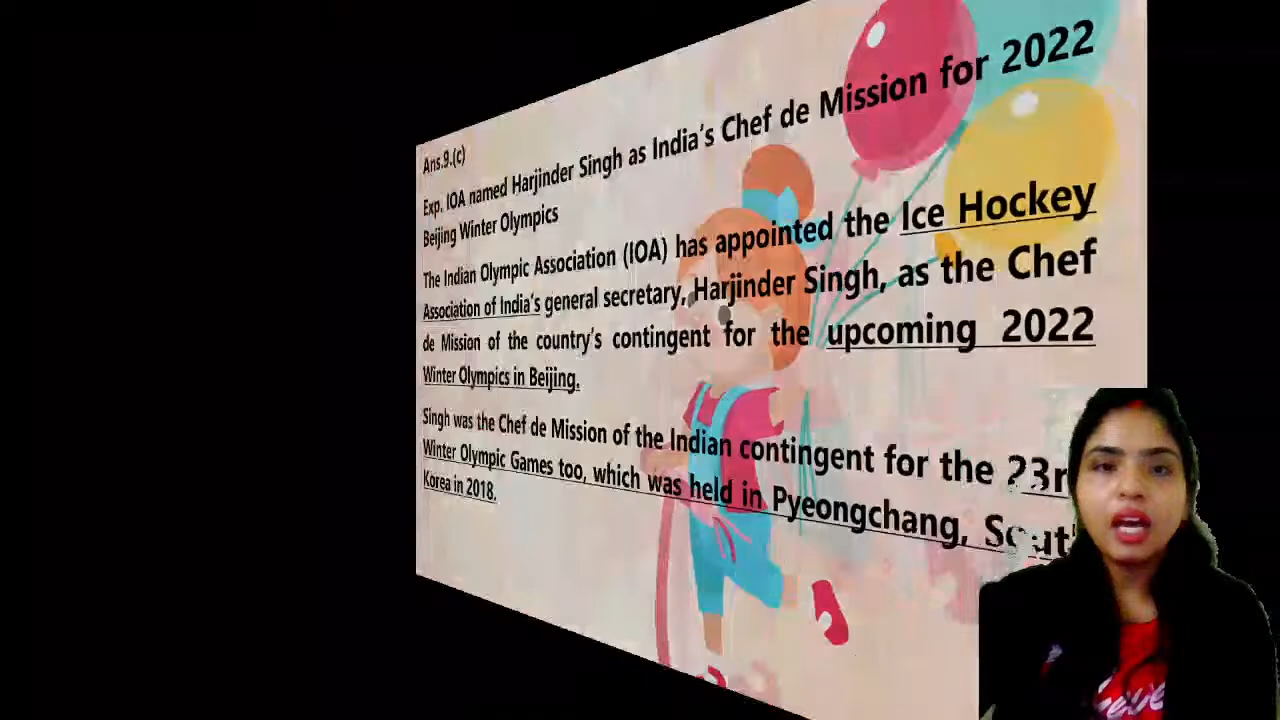 Ans.9.(c)
Exp. IOA named Harjinder Singh as India's Chef de Mission for 2022
Beijing Winter Olympics
The Indian Olympic Association (IOA) has appointed the Ice Hockey
Association of India's general secretary, Harjinder Singh, as the Chef
de Mission of the country's contingent for the upcoming 2022
Winter Olympics in Beijing.
Singh was the Chef de Mission of the Indian contingent for the
Winter Olympic Games too, which was held in Pyeongchang,
Korea in 2018.